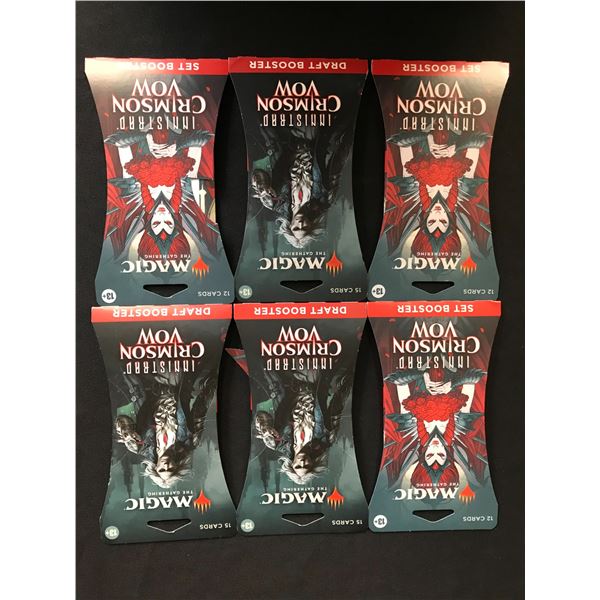 12 CARDS 13+
MAGIC
THE GATHERING
INNISTRAD
CRIMSON
VOW
SET BOOSTER
15 CARDS 13+
MAGIC
THE GATHERING
INNISTRAD
CRIMSON
VOW
DRAFT BOOSTER
15 CARDS 13+
MAGIC
THE GATHERING
INNISTRAD
CRIMSON
VOW
DRAFT BOOSTER
12 CARDS 13+
MAGIC
THE GATHERING
INNISTRAD
CRIMSON
VOW
SET BOOSTER
15 CARDS 13+
MAGIC
THE GATHERING
INNISTRAD
CRIMSON
VOW
DRAFT BOOSTER
12 CARDS 13+
MAGIC
THE GATHERING
INNISTRAD
CRIMSON
VOW
SET BOOSTER